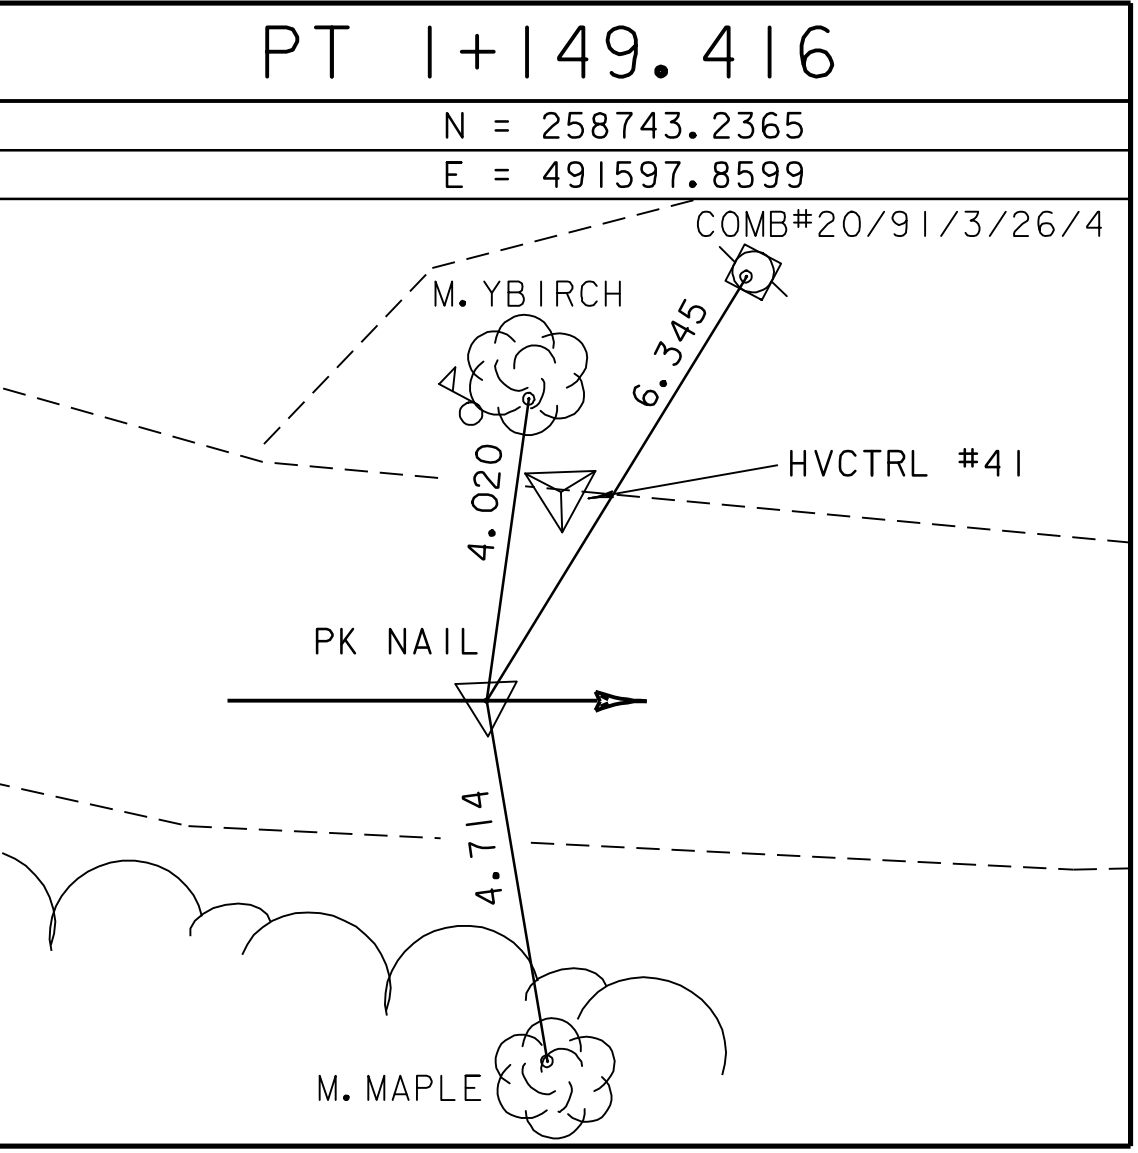 PT 1+149.416
N = 258743.2365
E = 491597.8599
COMB#20/91/3/26/4
M. YBIRCH
6.345
HVCTRL #41
4.020
PK NAIL
4.714
M. MAPLE